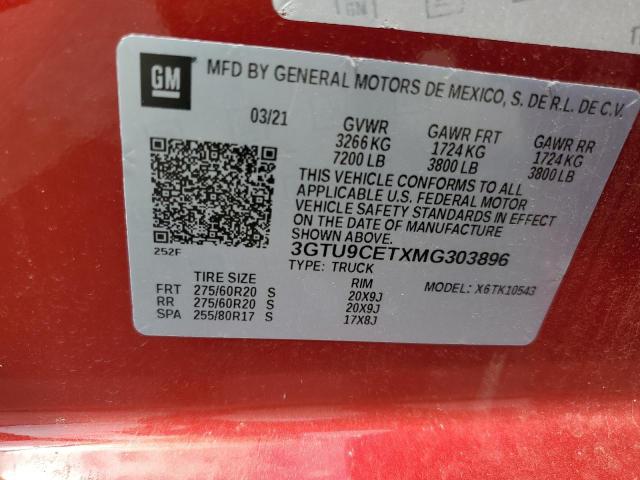 GM
GM MFD BY GENERAL MOTORS DE MEXICO, S. DE R.L. DE C.V.
03/21 GVWR GAWR FRT GAWR RR
3266 KG 1724 KG 1724 KG
7200 LB 3800 LB 3800 LB
THIS VEHICLE CONFORMS TO ALL
APPLICABLE U.S. FEDERAL MOTOR
VEHICLE SAFETY STANDARDS IN EFFECT
ON THE DATE OF MANUFACTURE
SHOWN ABOVE.
252F
3GTU9CETXMG303896
TYPE: TRUCK
TIRE SIZE RIM MODEL: X6TK10543
FRT 275/60R20 S 20X9J
RR 275/60R20 S 20X9J
SPA 255/80R17 S 17X8J